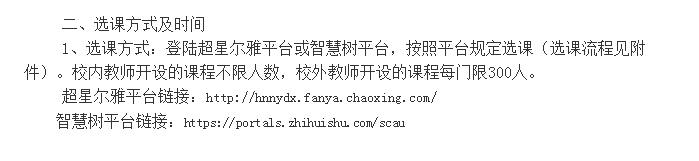 二、选课方式及时间
1、选课方式：登陆超星尔雅平台或智慧树平台，按照平台规定选课（选课流程见附
件）。校内教师开设的课程不限人数，校外教师开设的课程每门限300人。
超星尔雅平台链接：http://hnnydx.fanya.chaoxing.com/
智慧树平台链接：https://portals.zhihuishu.com/scau